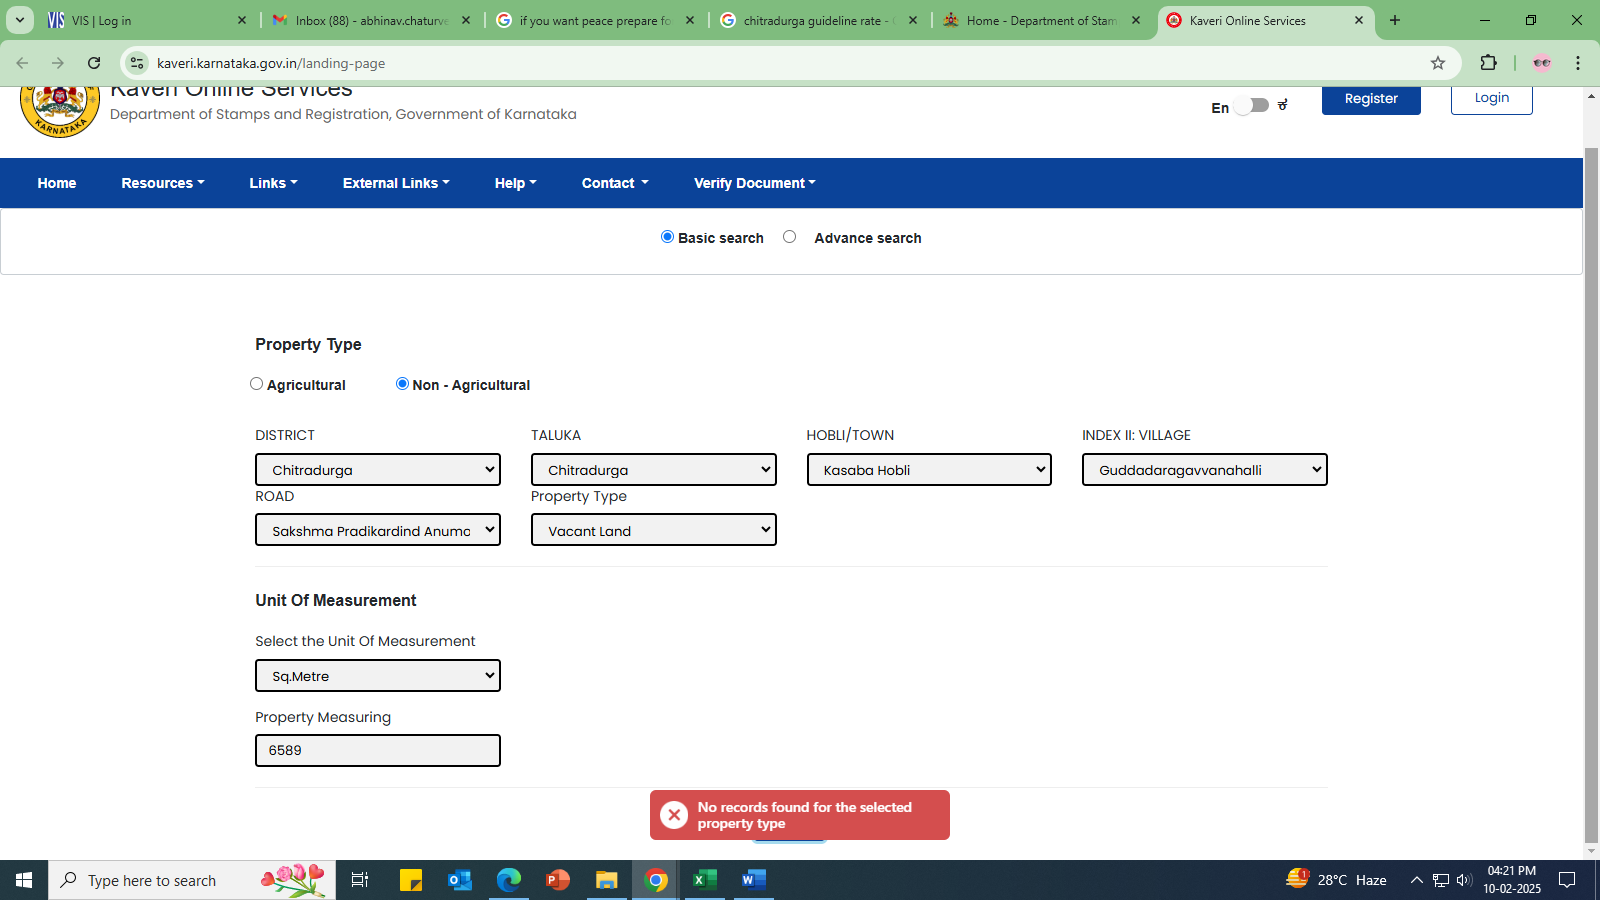 VIS | Log in
Inbox (88) - abhinav.chaturve
if you want peace prepare fo
chitradurga guideline rate -
Home - Department of Stam
Kaveri Online Services
kaveri.karnataka.gov.in/landing-page
Kaveri Online Services
Department of Stamps and Registration, Government of Karnataka
KARNATAKA
En
ಕ
Register
Login
Home
Resources
Links
External Links
Help
Contact
Verify Document
Basic search
Advance search
Property Type
Agricultural
Non - Agricultural
DISTRICT
TALUKA
HOBLI/TOWN
INDEX II: VILLAGE
Chitradurga
Chitradurga
Kasaba Hobli
Guddadaragavvanahalli
ROAD
Property Type
Sakshma Pradikardind Anumo
Vacant Land
Unit Of Measurement
Select the Unit Of Measurement
Sq.Metre
Property Measuring
6589
No records found for the selected
property type
Type here to search
1
28°C Haze
04:21 PM
10-02-2025